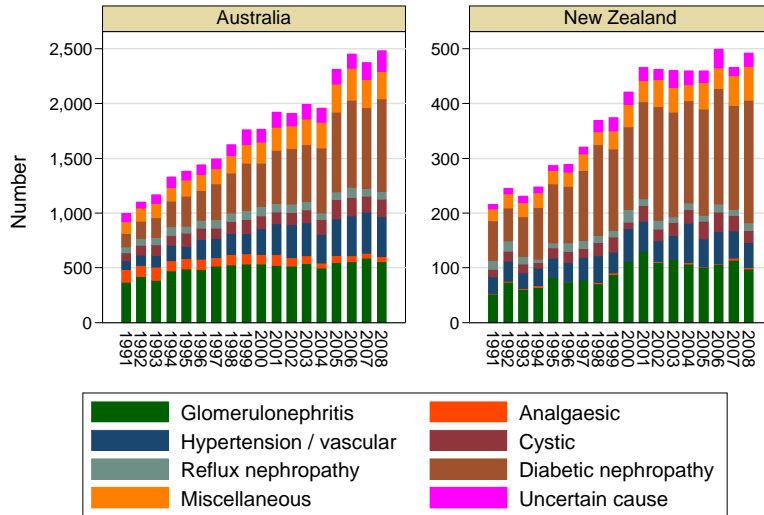 Australia
New Zealand
Number
2,500
2,000
1,500
1,000
500
0
500
400
300
200
100
0
1991 1992 1993 1994 1995 1996 1997 1998 1999 2000 2001 2002 2003 2004 2005 2006 2007 2008
1991 1992 1993 1994 1995 1996 1997 1998 1999 2000 2001 2002 2003 2004 2005 2006 2007 2008
Glomerulonephritis
Analgaesic
Hypertension / vascular
Cystic
Reflux nephropathy
Diabetic nephropathy
Miscellaneous
Uncertain cause